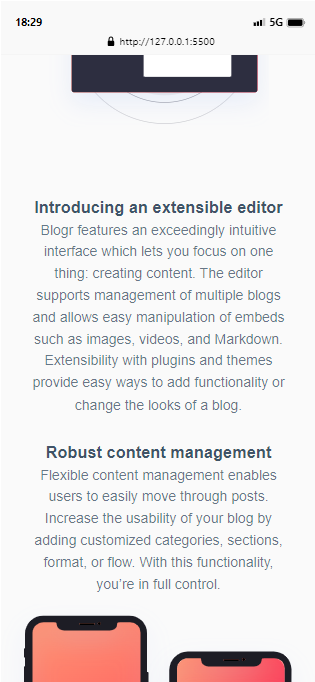 18:29
5G
http://127.0.0.1:5500
Introducing an extensible editor
Blogr features an exceedingly intuitive
interface which lets you focus on one
thing: creating content. The editor
supports management of multiple blogs
and allows easy manipulation of embeds
such as images, videos, and Markdown.
Extensibility with plugins and themes
provide easy ways to add functionality or
change the looks of a blog.
Robust content management
Flexible content management enables
users to easily move through posts.
Increase the usability of your blog by
adding customized categories, sections,
format, or flow. With this functionality,
you’re in full control.